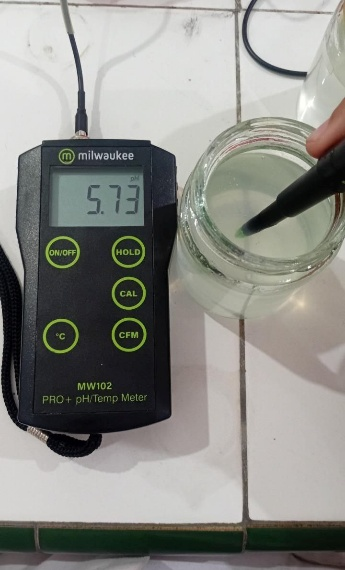 m milwaukee
pH
5.73
ON/OFF
HOLD
CAL
°C
CFM
MW102
PRO+ pH/Temp Meter